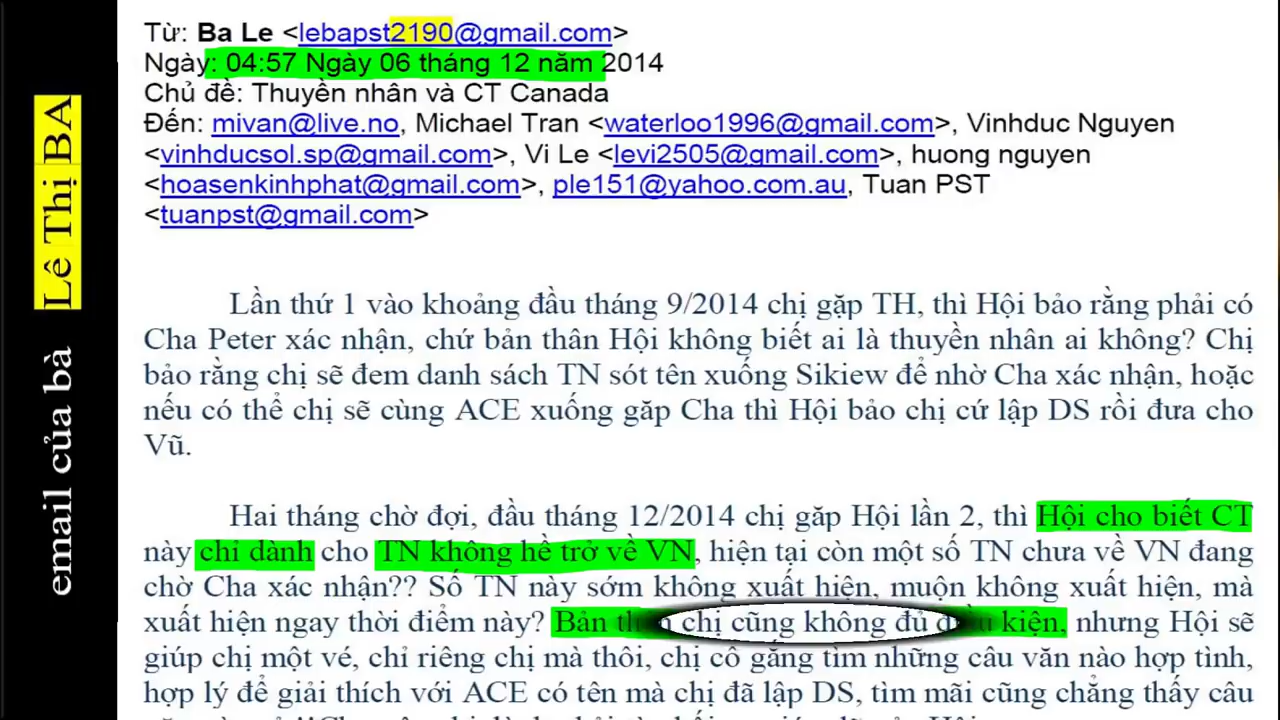 email của bà Lê Thị BA
Từ: Ba Le <lebapst2190@gmail.com>
Ngày: 04:57 Ngày 06 tháng 12 năm 2014
Chủ đề: Thuyền nhân và CT Canada
Đến: mivan@live.no, Michael Tran <waterloo1996@gmail.com>, Vinhduc Nguyen
<vinhducsol.sp@gmail.com>, Vi Le <levi2505@gmail.com>, huong nguyen
<hoasenkinhphat@gmail.com>, ple151@yahoo.com.au, Tuan PST
<tuanpst@gmail.com>
Lần thứ 1 vào khoảng đầu tháng 9/2014 chị gặp TH, thì Hội bảo rằng phải có
Cha Peter xác nhận, chứ bản thân Hội không biết ai là thuyền nhân ai không? Chị
bảo rằng chị sẽ đem danh sách TN sót tên xuống Sikiew để nhờ Cha xác nhận, hoặc
nếu có thể chị sẽ cùng ACE xuống găp Cha thì Hội bảo chị cứ lập DS rồi đưa cho
Vũ.
Hai tháng chờ đợi, đầu tháng 12/2014 chị găp Hội lần 2, thì Hội cho biết CT
này chỉ dành cho TN không hề trở về VN, hiện tại còn một số TN chưa về VN đang
chờ Cha xác nhận?? Số TN này sớm không xuất hiện, muộn không xuất hiện, mà
xuất hiện ngay thời điểm này? Bản thân chị cũng không đủ điều kiện, nhưng Hội sẽ
giúp chị một vé, chỉ riêng chị mà thôi, chị cố gắng tìm những câu văn nào hợp tình,
hợp lý để giải thích với ACE có tên mà chị đã lập DS, tìm mãi cũng chẳng thấy câu